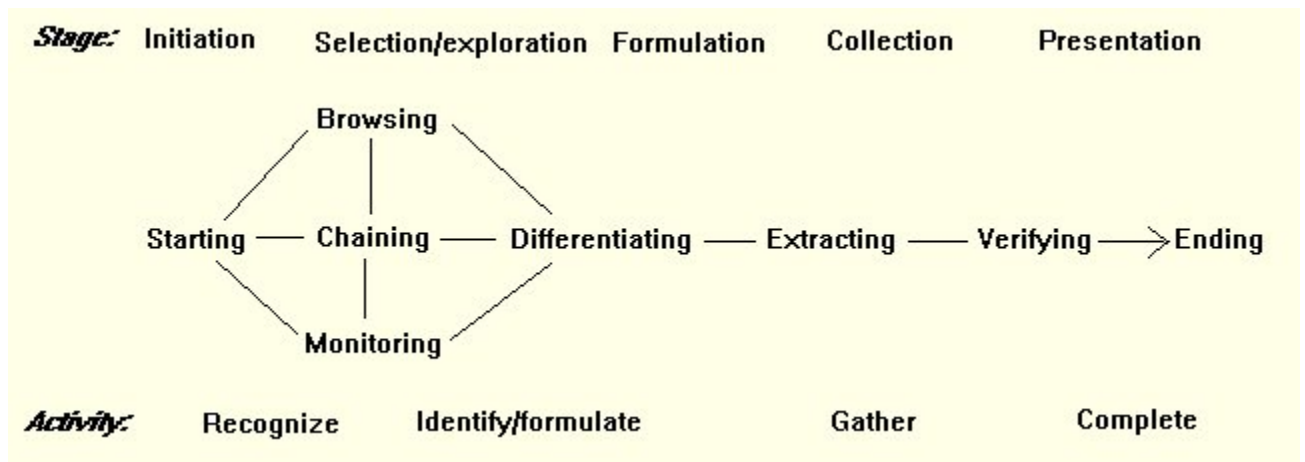 Stage: Initiation Selection/exploration Formulation Collection Presentation
Browsing
Starting Chaining Differentiating Extracting Verifying Ending
Monitoring
Activity: Recognize Identify/formulate Gather Complete